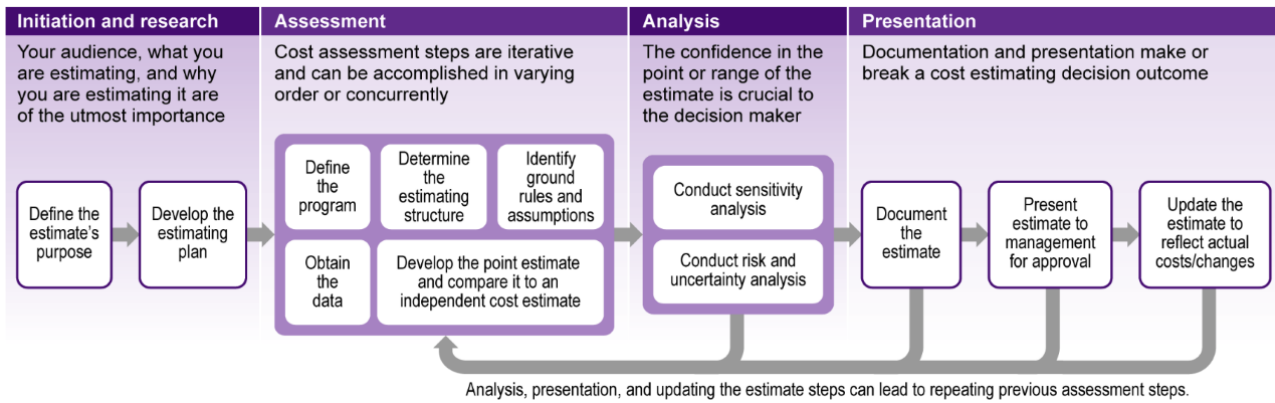 Initiation and research
Your audience, what you
are estimating, and why
you are estimating it are
of the utmost importance
Define the
estimate's
purpose
Develop the
estimating
plan
Assessment
Cost assessment steps are iterative
and can be accomplished in varying
order or concurrently
Define
the
program
Determine
the
estimating
structure
Identify
ground
rules and
assumptions
Obtain
the
data
Develop the point estimate
and compare it to an
independent cost estimate
Analysis
The confidence in the
point or range of the
estimate is crucial to
the decision maker
Conduct sensitivity
analysis
Conduct risk and
uncertainty analysis
Presentation
Documentation and presentation make or
break a cost estimating decision outcome
Document
the
estimate
Present
estimate to
management
for approval
Update the
estimate to
reflect actual
costs/changes
Analysis, presentation, and updating the estimate steps can lead to repeating previous assessment steps.